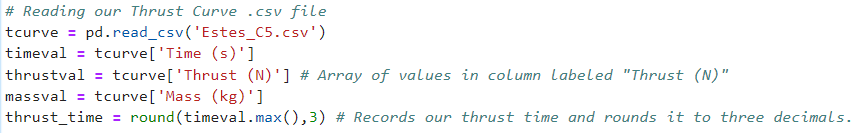 # Reading our Thrust Curve .csv file
tcurve = pd.read_csv('Estes_C5.csv')
timeval = tcurve['Time (s)']
thrustval = tcurve['Thrust (N)'] # Array of values in column labeled "Thrust (N)"
massval = tcurve['Mass (kg)']
thrust_time = round(timeval.max(),3) # Records our thrust time and rounds it to three decimals.